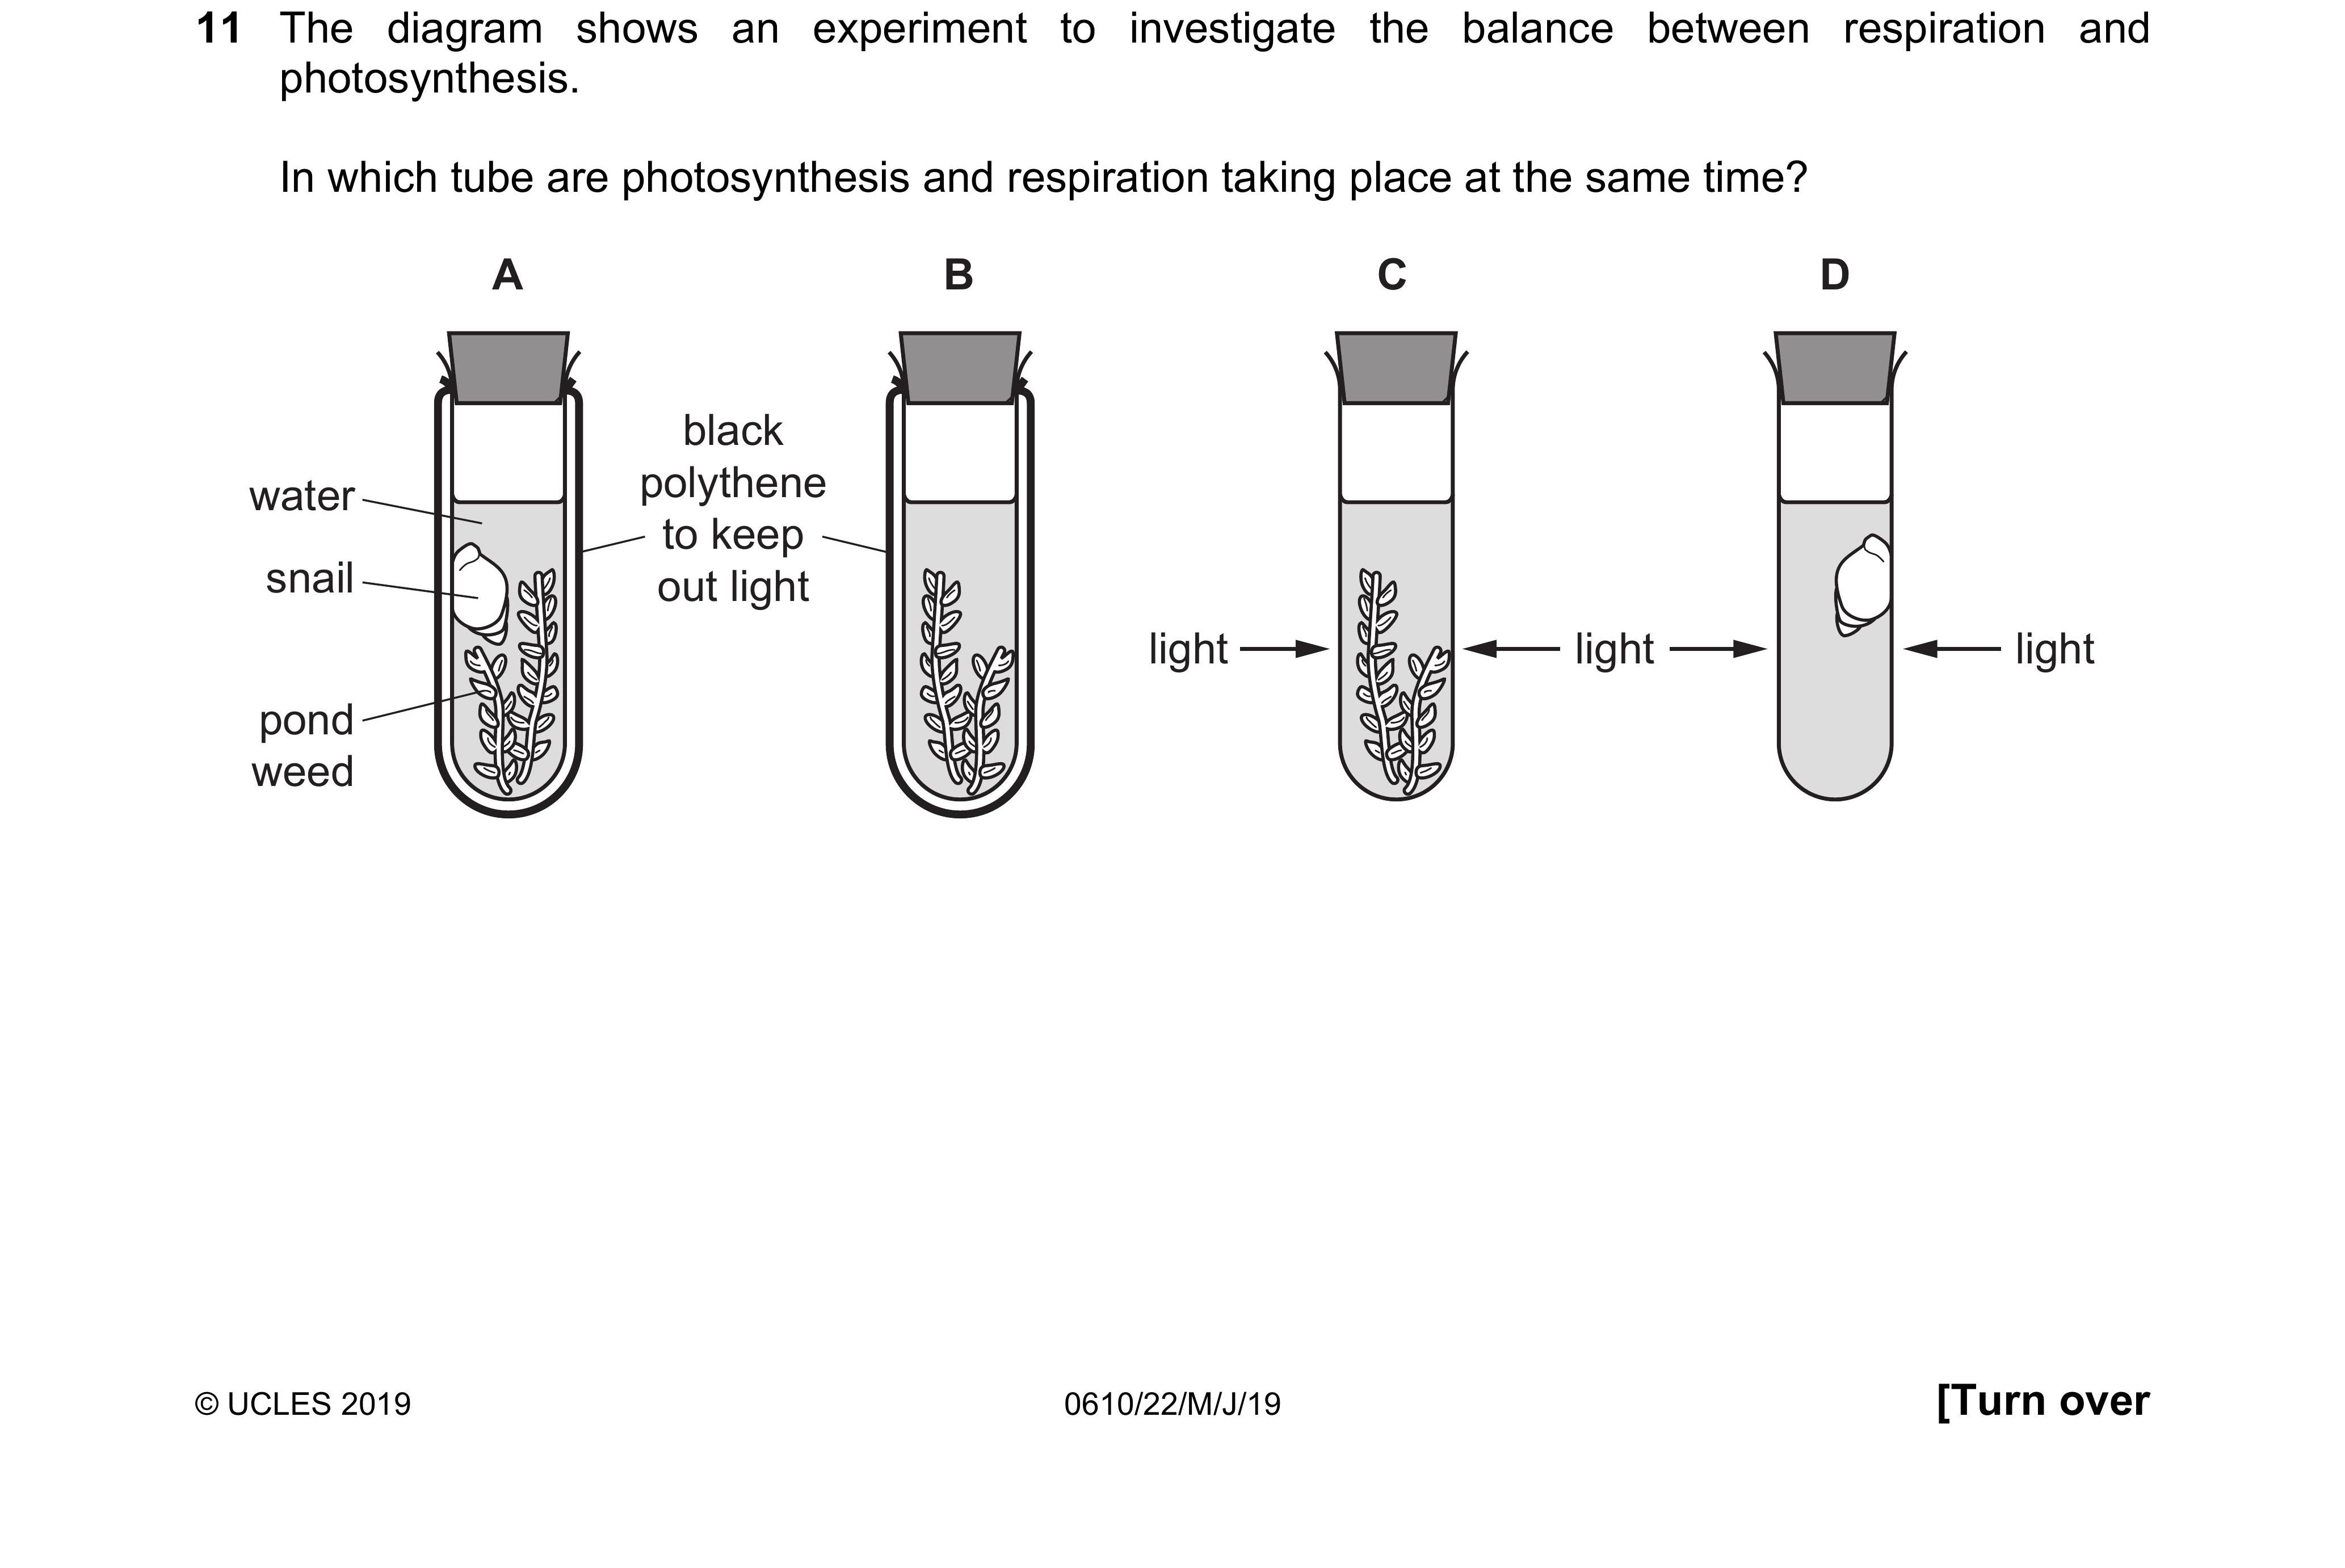 11 The diagram shows an experiment to investigate the balance between respiration and
photosynthesis.
In which tube are photosynthesis and respiration taking place at the same time?
A B C D
water
snail
pond
weed
black
polythene
to keep
out light
light light light
© UCLES 2019 0610/22/M/J/19 [Turn over